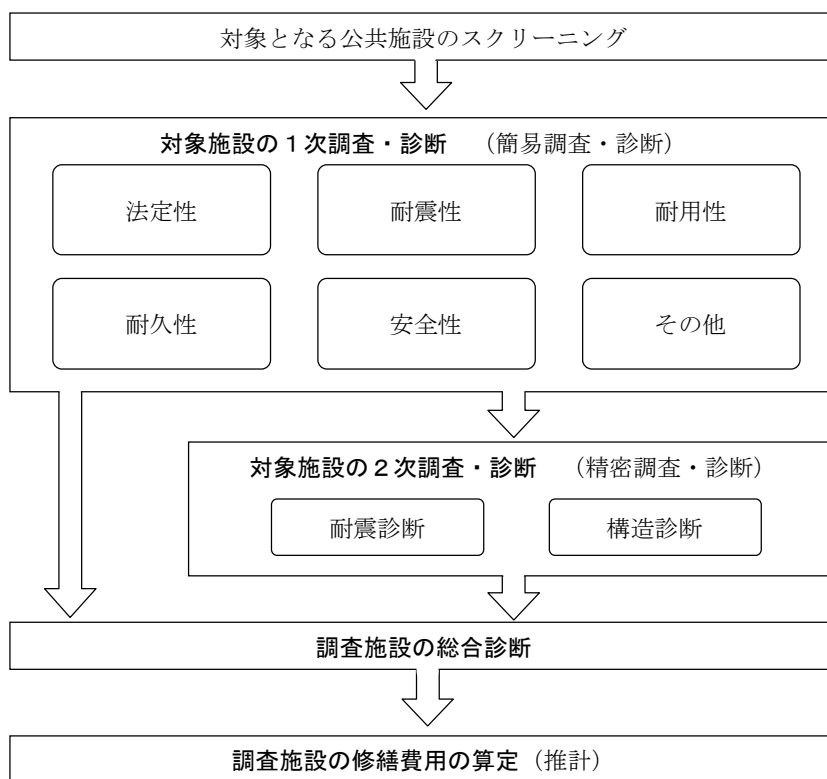 対象となる公共施設のスクリーニング
対象施設の1次調査・診断 (簡易調査・診断)
法定性 耐震性 耐用性
耐久性 安全性 その他
対象施設の2次調査・診断 (精密調査・診断)
耐震診断 構造診断
調査施設の総合診断
調査施設の修繕費用の算定 (推計)